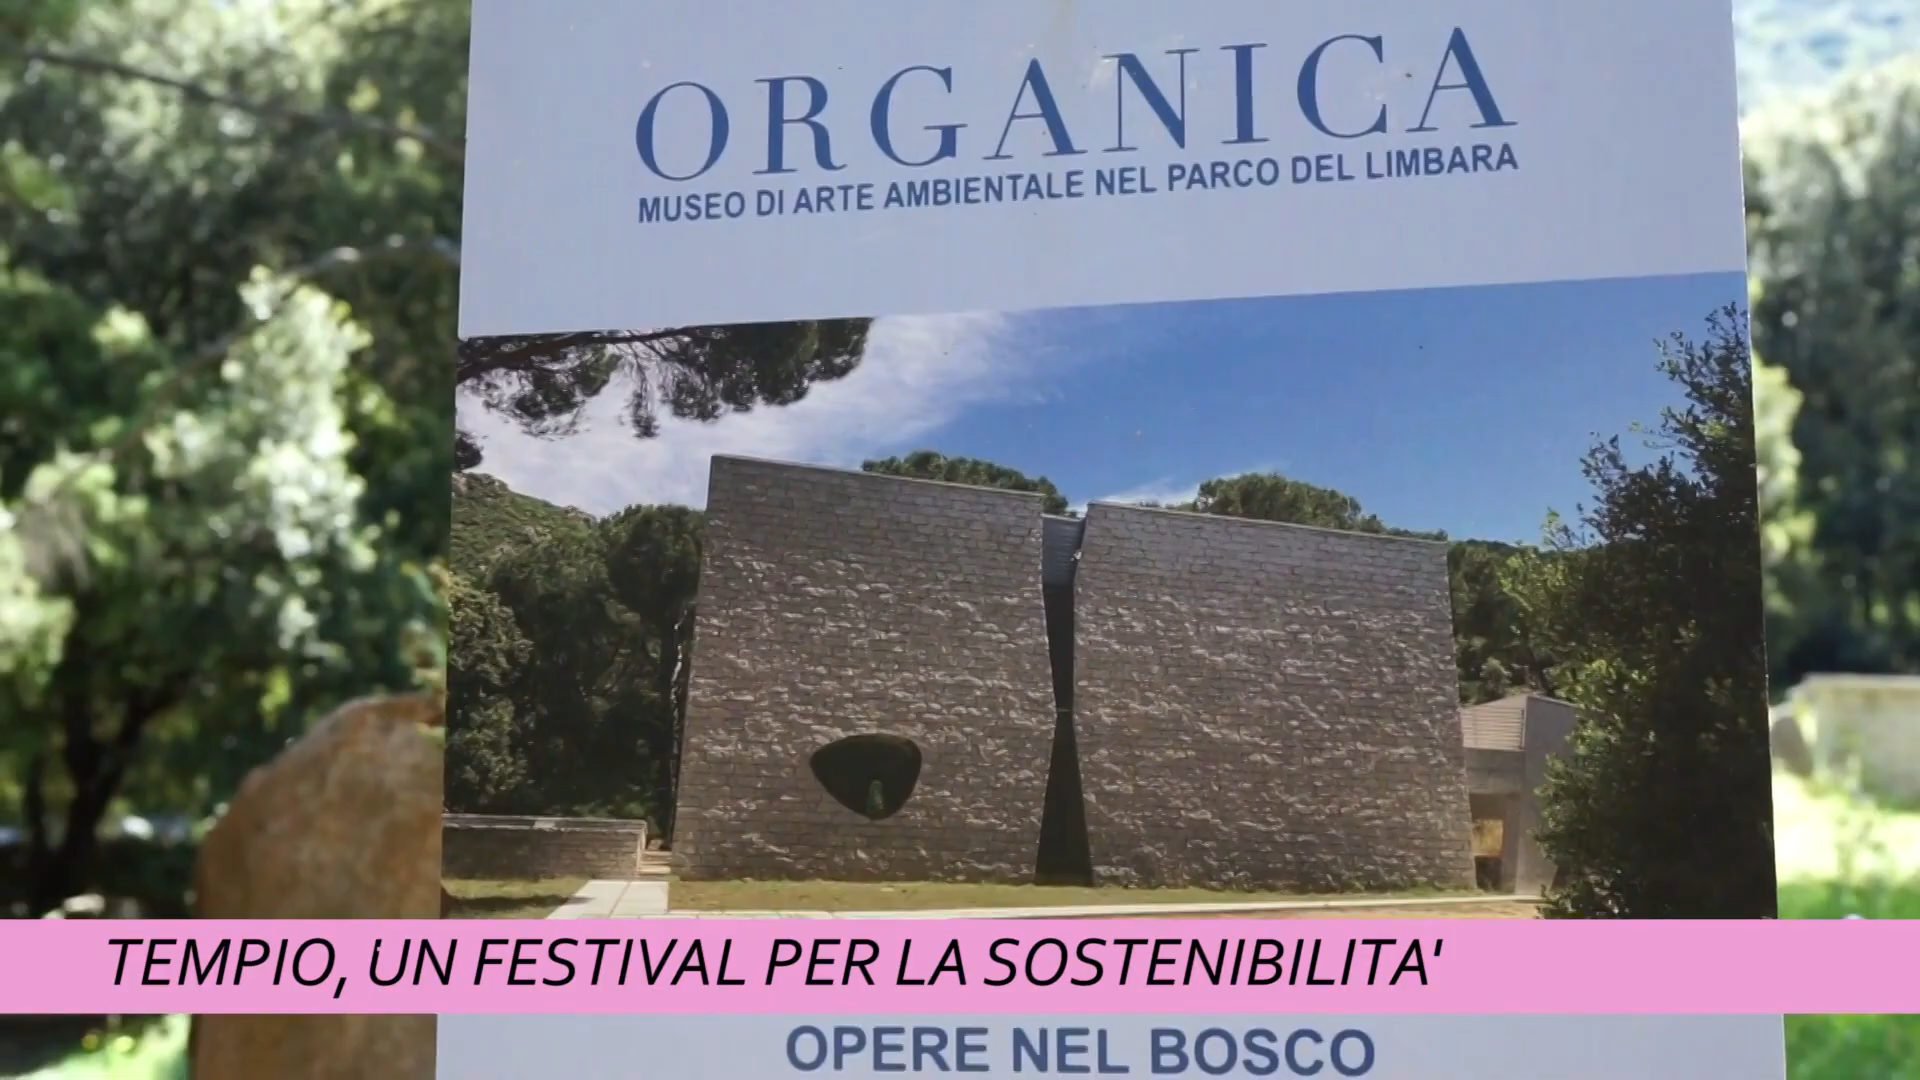 ORGANICA
MUSEO DI ARTE AMBIENTALE NEL PARCO DEL LIMBARA
TEMPIO, UN FESTIVAL PER LA SOSTENIBILITA'
OPERE NEL BOSCO